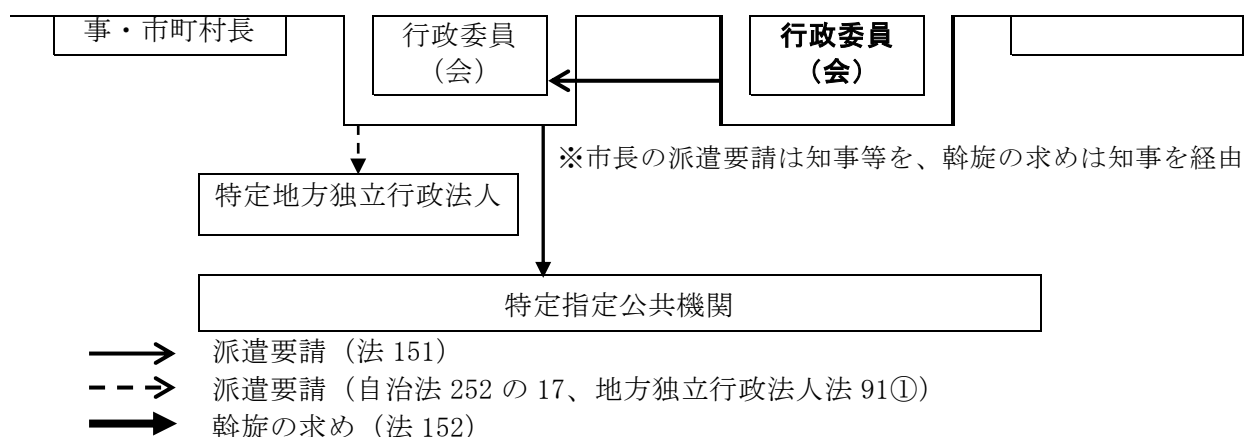 事・市町村長
行政委員
(会)
行政委員
(会)
※市長の派遣要請は知事等を、斡旋の求めは知事を経由
特定地方独立行政法人
特定指定公共機関
派遣要請（法 151）
派遣要請（自治法 252 の 17、地方独立行政法人法 91①）
斡旋の求め（法 152）